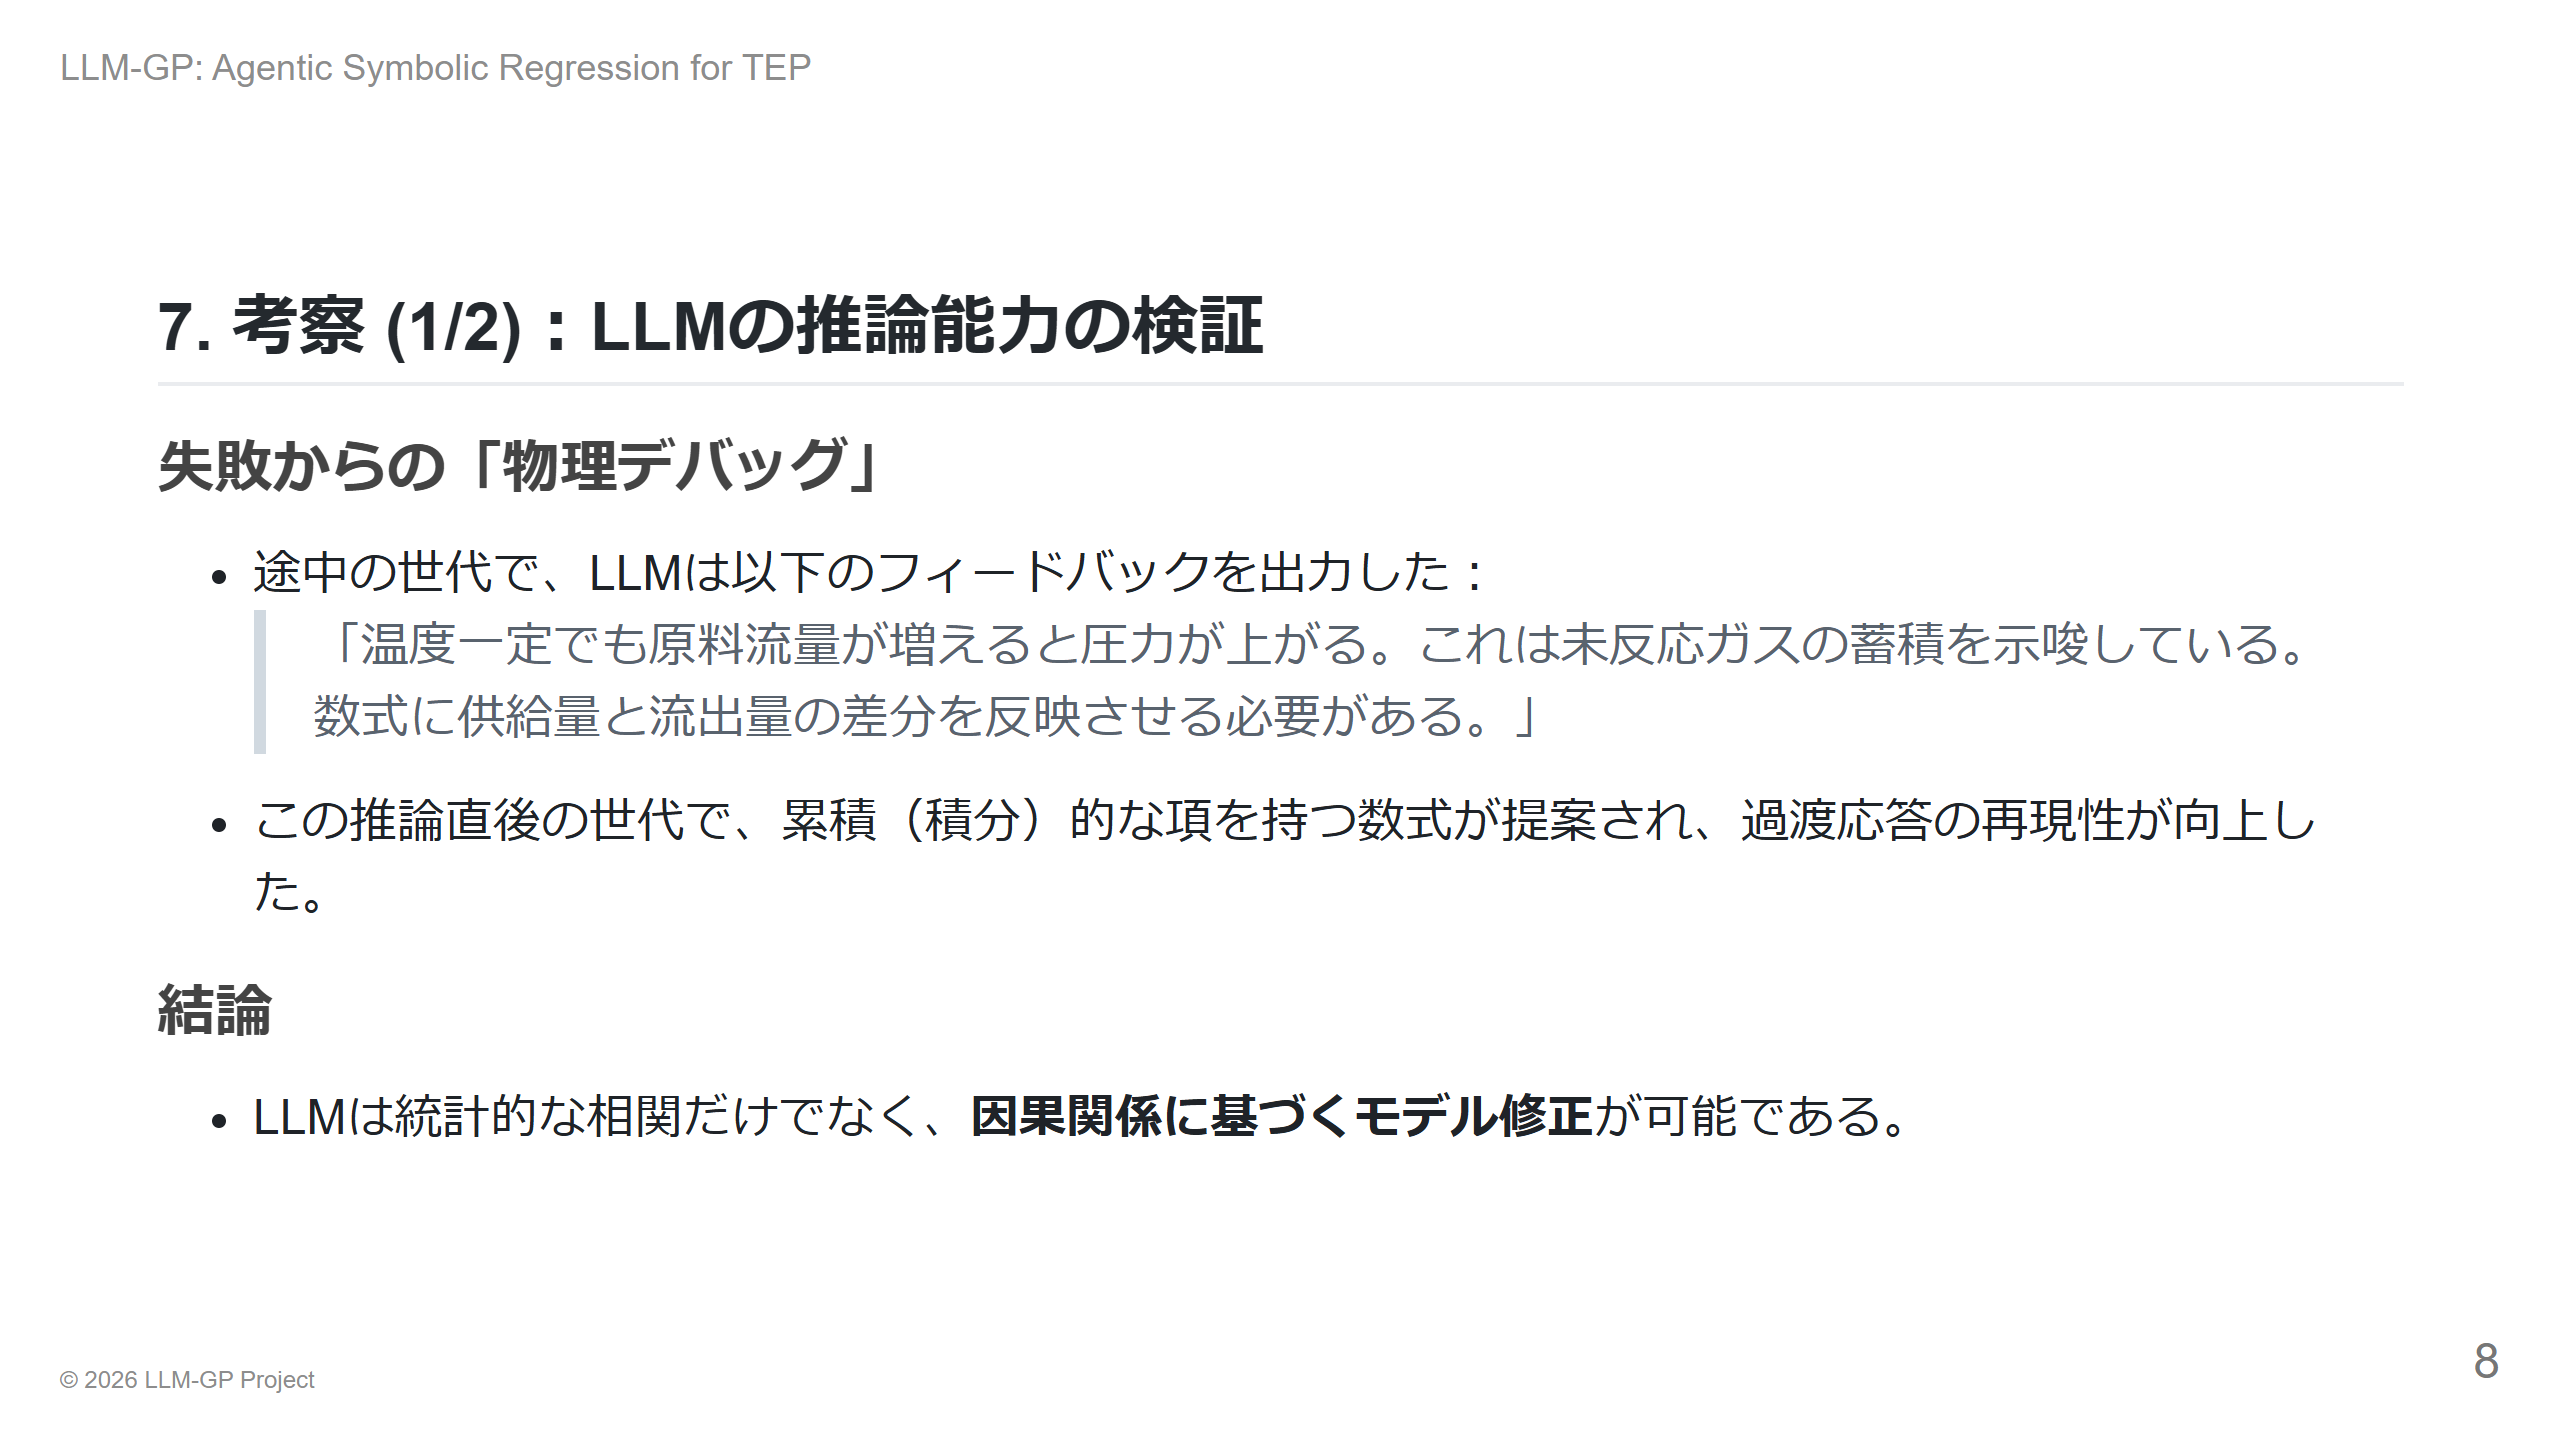 LLM-GP: Agentic Symbolic Regression for TEP
7. 考察 (1/2)：LLMの推論能力の検証
失敗からの「物理デバッグ」
• 途中の世代で、LLMは以下のフィードバックを出力した：
「温度一定でも原料流量が増えると圧力が上がる。これは未反応ガスの蓄積を示唆している。
数式に供給量と流出量の差分を反映させる必要がある。」
• この推論直後の世代で、累積（積分）的な項を持つ数式が提案され、過渡応答の再現性が向上し
た。
結論
• LLMは統計的な相関だけでなく、因果関係に基づくモデル修正が可能である。
© 2026 LLM-GP Project
8